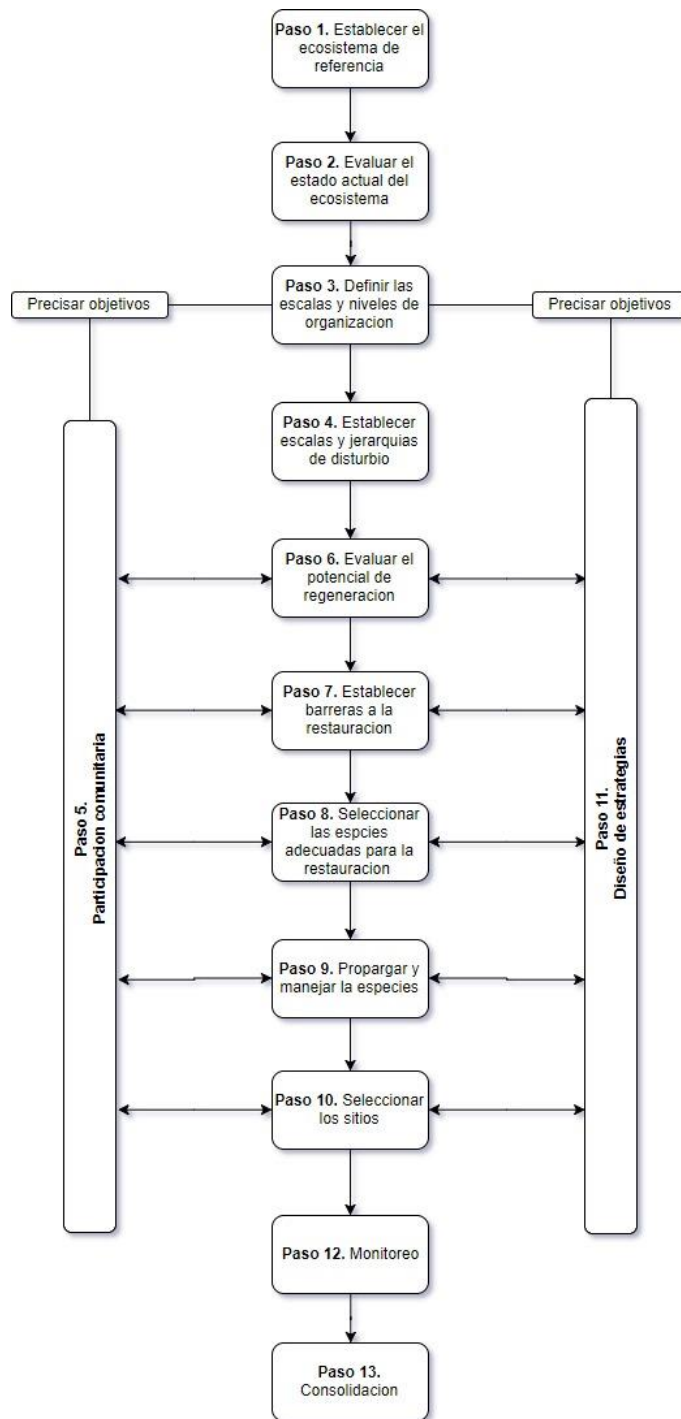 Paso 1. Establecer el
ecosistema de
referencia
Paso 2. Evaluar el
estado actual del
ecosistema
Precisar objetivos
Paso 3. Definir las
escalas y niveles de
organizacion
Precisar objetivos
Paso 4. Establecer
escalas y jerarquias
de disturbio
Paso 5.
Participacion comunitaria
Paso 6. Evaluar el
potencial de
regeneracion
Paso 7. Establecer
barreras a la
restauracion
Paso 8. Seleccionar
las espcies
adecuadas para la
restauracion
Paso 9. Propargar y
manejar la especies
Paso 10. Seleccionar
los sitios
Paso 11.
Diseño de estrategias
Paso 12. Monitoreo
Paso 13.
Consolidacion